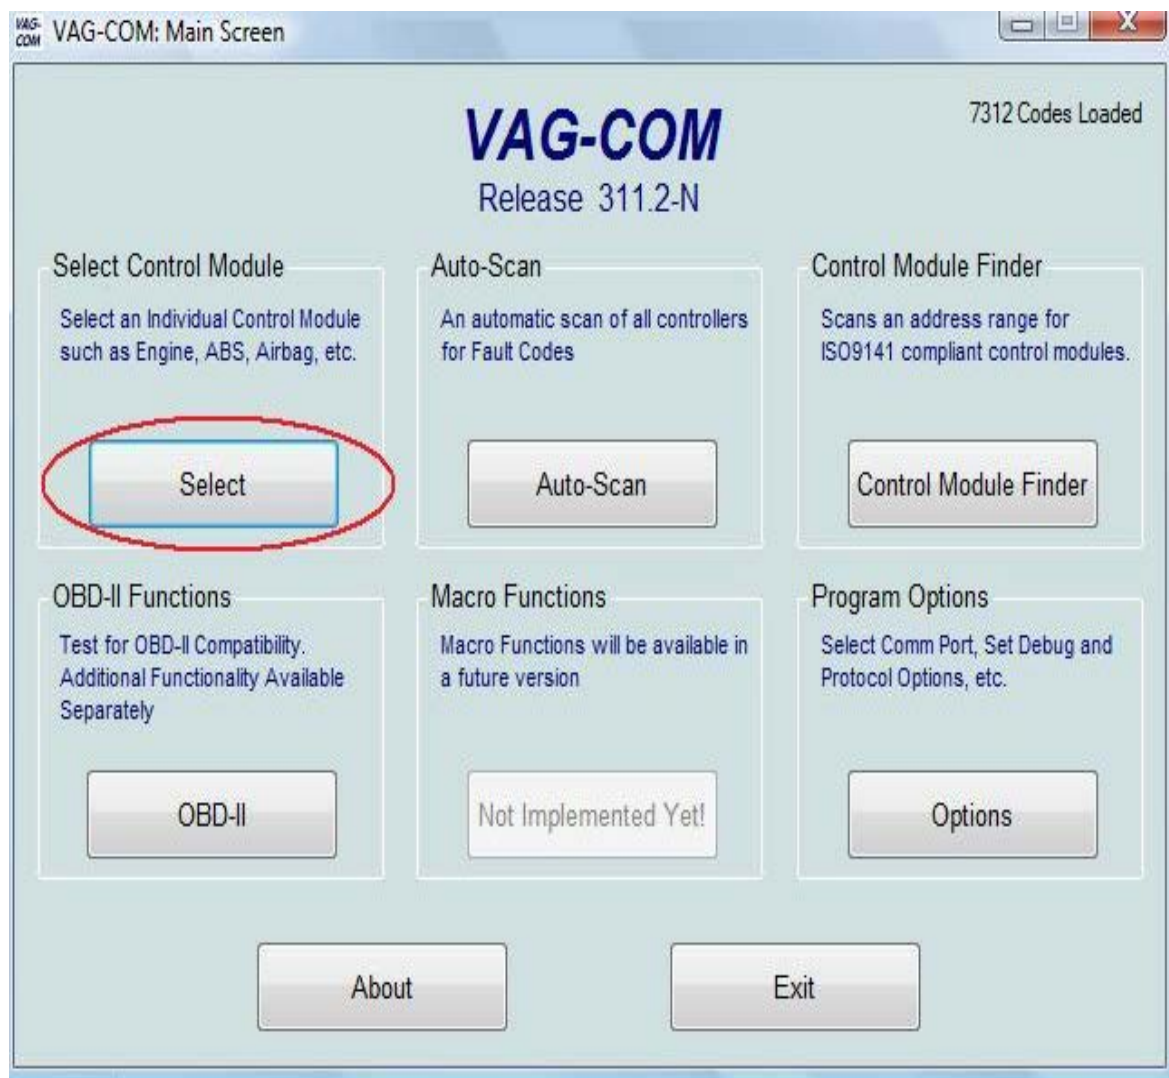 VAG-COM
VAG-COM: Main Screen
7312 Codes Loaded
VAG-COM
Release 311.2-N
Select Control Module
Select an Individual Control Module
such as Engine, ABS, Airbag, etc.
Select
Auto-Scan
An automatic scan of all controllers
for Fault Codes
Auto-Scan
Control Module Finder
Scans an address range for
ISO9141 compliant control modules.
Control Module Finder
OBD-II Functions
Test for OBD-II Compatibility.
Additional Functionality Available
Separately
OBD-II
Macro Functions
Macro Functions will be available in
a future version
Not Implemented Yet!
Program Options
Select Comm Port, Set Debug and
Protocol Options, etc.
Options
About
Exit